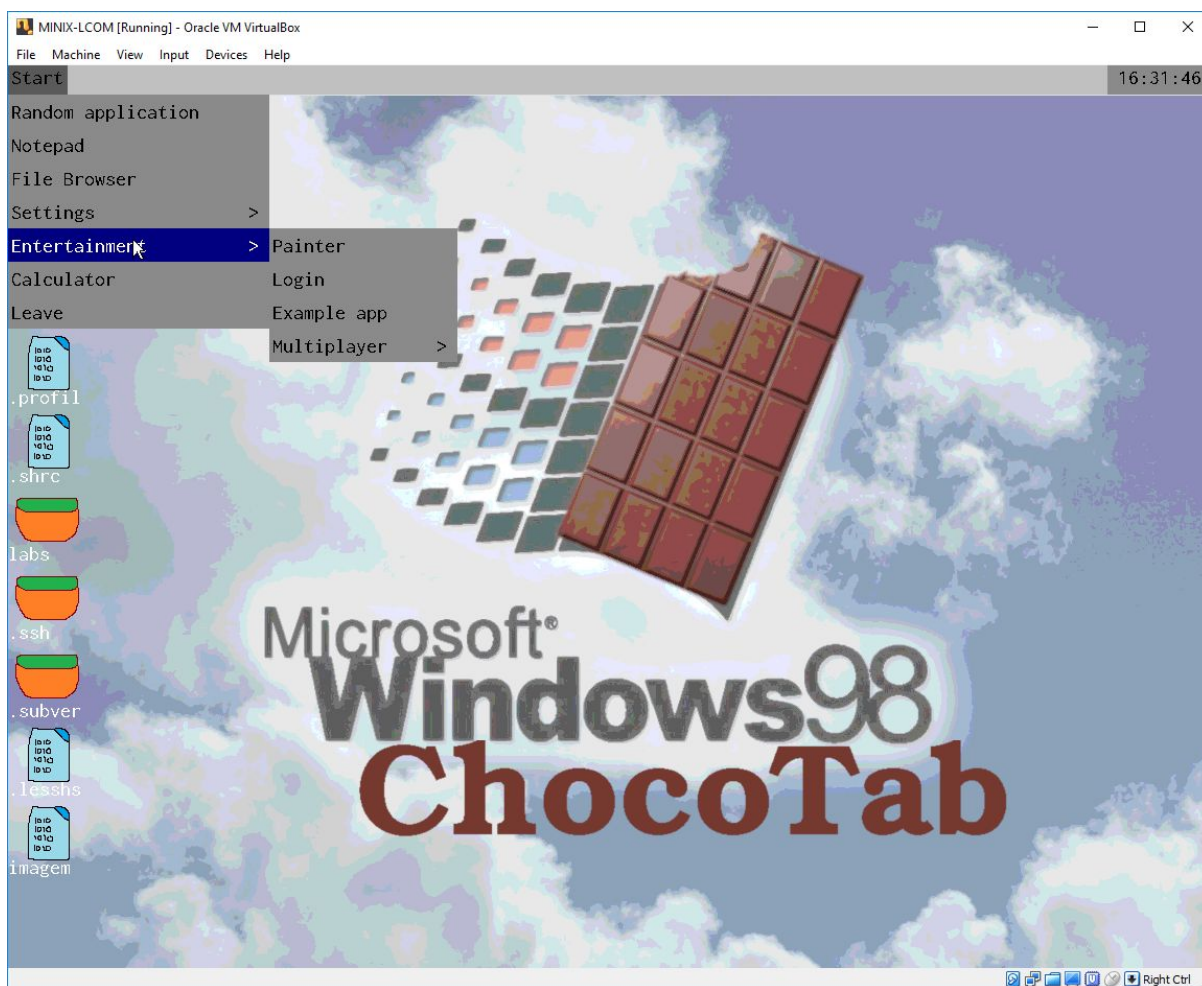 MINIX-LCOM [Running] - Oracle VM VirtualBox
File Machine View Input Devices Help
Start 16:31:46
Random application
Notepad
File Browser
Settings >
Entertainment > Painter
Calculator Login
Leave Example app
Multiplayer >
.profil
.shrc
labs
.ssh
.subver
.lesshs
imagem
Microsoft®
Windows98
ChocoTab
Right Ctrl